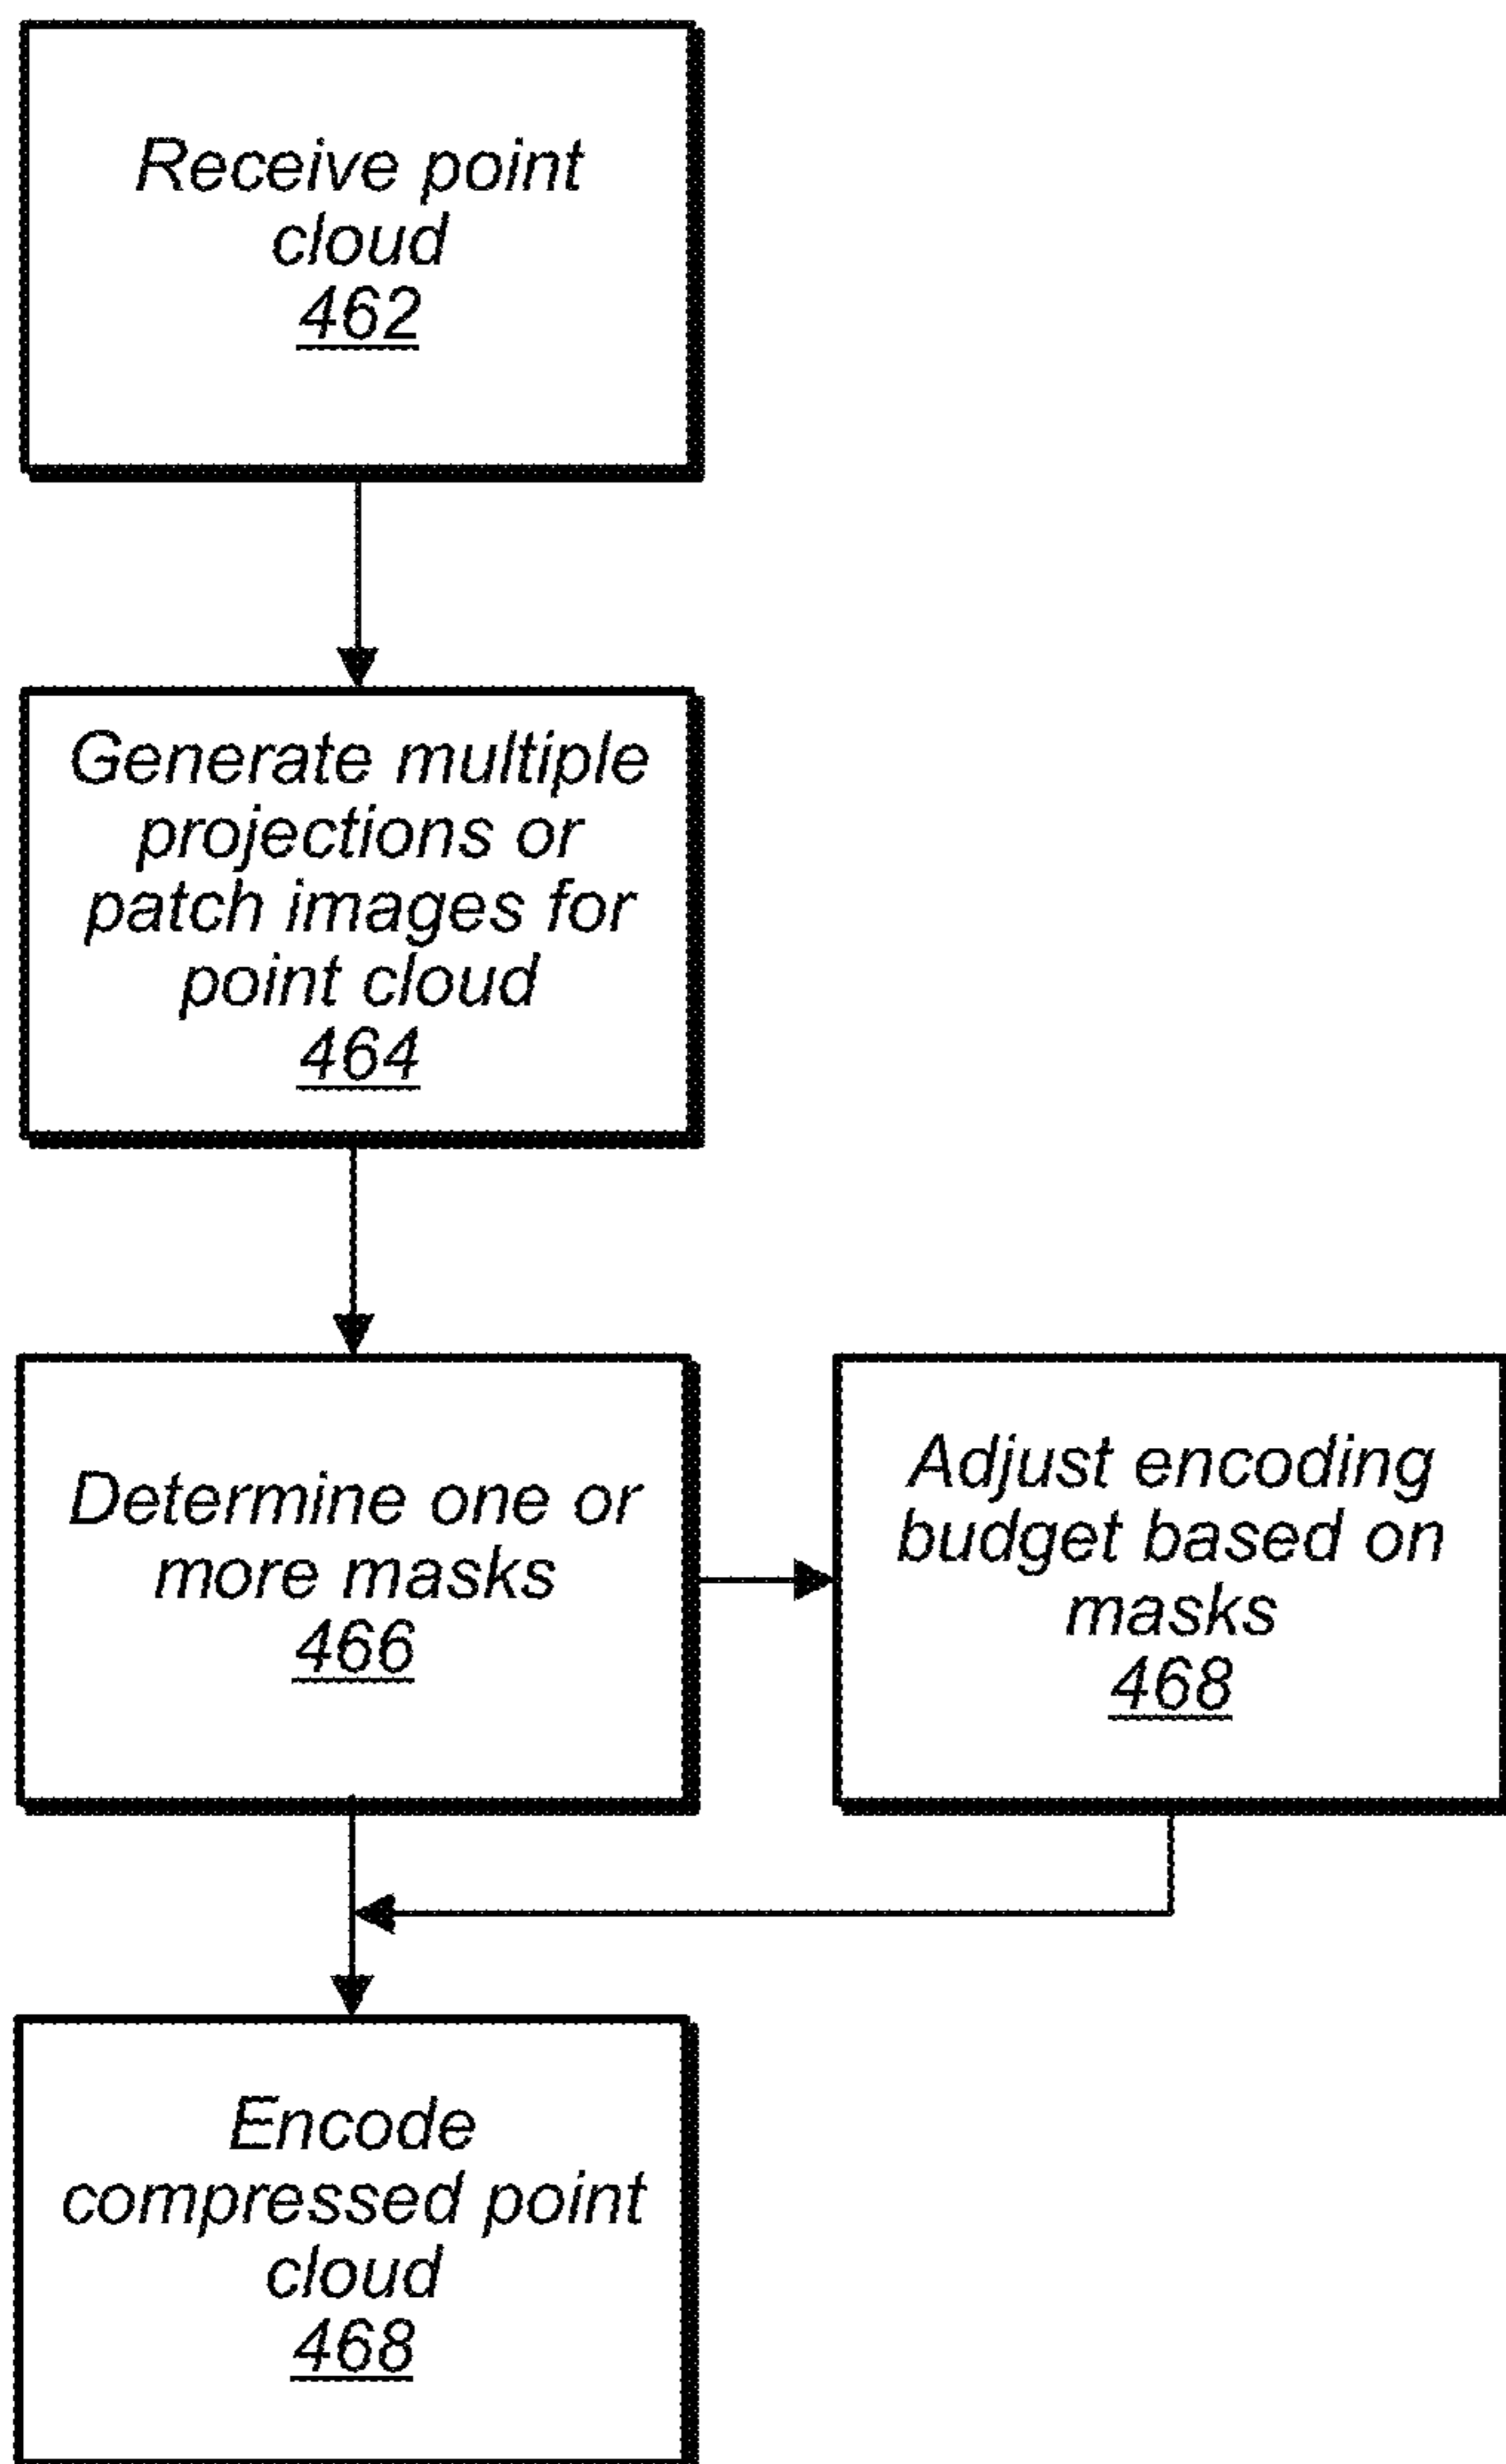 Receive point
cloud
462
Generate multiple
projections or
patch images for
point cloud
464
Determine one or
more masks
466
Adjust encoding
budget based on
masks
468
Encode
compressed point
cloud
468